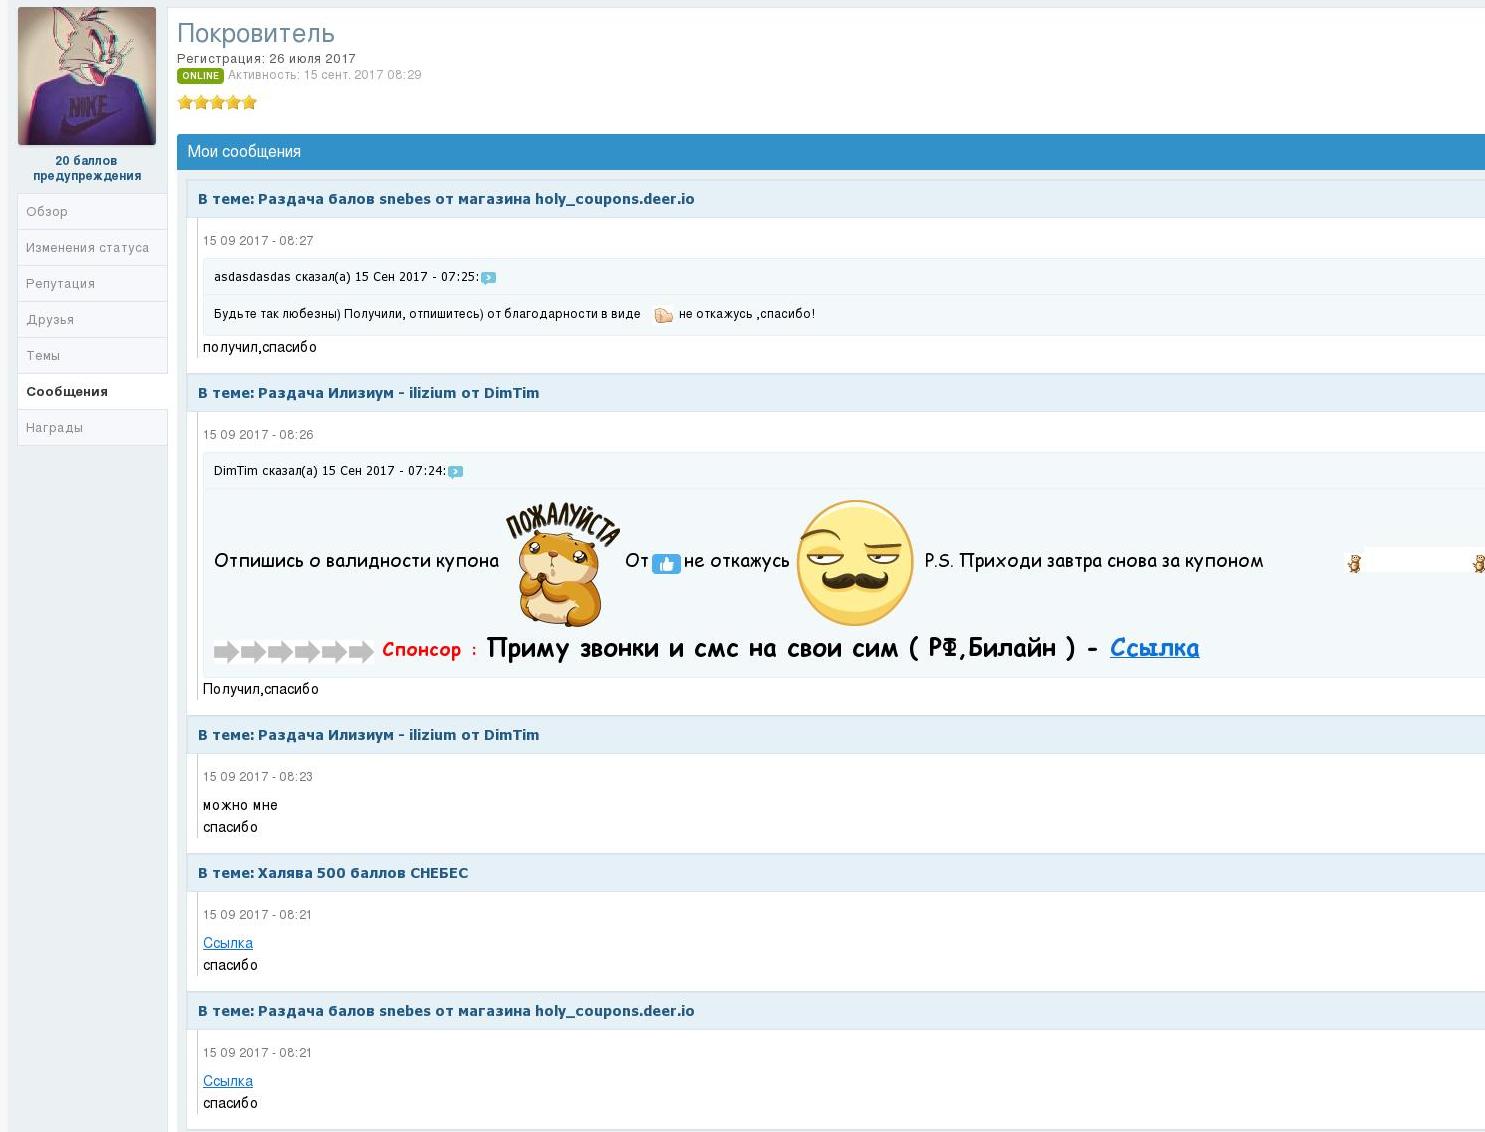 Покровитель
Регистрация: 26 июля 2017
ONLINE Активность: 15 сент. 2017 08:29
NIKE
20 баллов
предупреждения
Обзор
Изменения статуса
Репутация
Друзья
Темы
Сообщения
Награды
Мои сообщения
В теме: Раздача балов snebes от магазина holy_coupons.deer.io
15 09 2017 - 08:27
asdasdasdas сказал(а) 15 Сен 2017 - 07:25:
Будьте так любезны) Получили, отпишитесь) от благодарности в виде не откажусь ,спасибо!
получил,спасибо
В теме: Раздача Илизиум - ilizium от DimTim
15 09 2017 - 08:26
DimTim сказал(а) 15 Сен 2017 - 07:24:
ПОЖАЛУЙСТА
Отпишись о валидности купона От не откажусь P.S. Приходи завтра снова за купоном
Спонсор : Приму звонки и смс на свои сим ( РФ,Билайн ) - Ссылка
Получил,спасибо
В теме: Раздача Илизиум - ilizium от DimTim
15 09 2017 - 08:23
можно мне
спасибо
В теме: Халява 500 баллов СНЕБЕС
15 09 2017 - 08:21
Ссылка
спасибо
В теме: Раздача балов snebes от магазина holy_coupons.deer.io
15 09 2017 - 08:21
Ссылка
спасибо